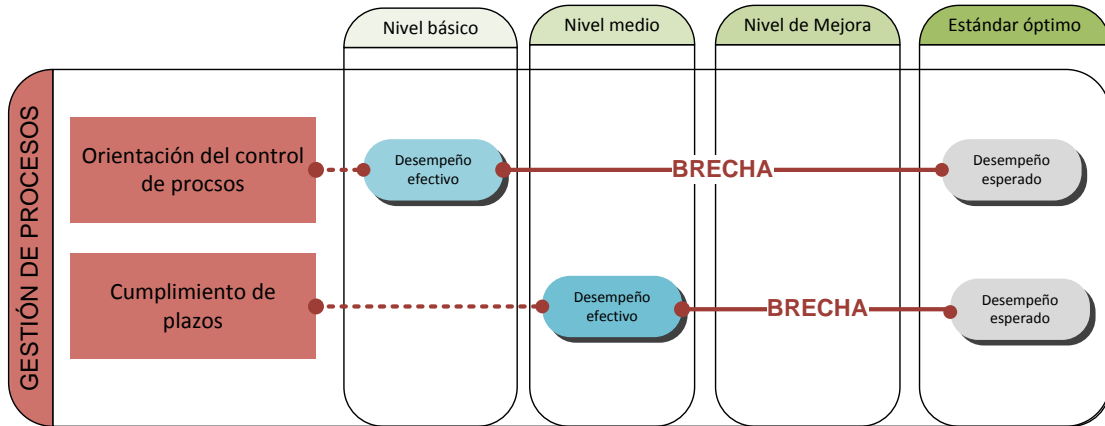 Nivel básico
Nivel medio
Nivel de Mejora
Estándar óptimo
GESTIÓN DE PROCESOS
Orientación del control
de procsos
Desempeño
efectivo
BRECHA
Desempeño
esperado
Cumplimiento de
plazos
Desempeño
efectivo
BRECHA
Desempeño
esperado